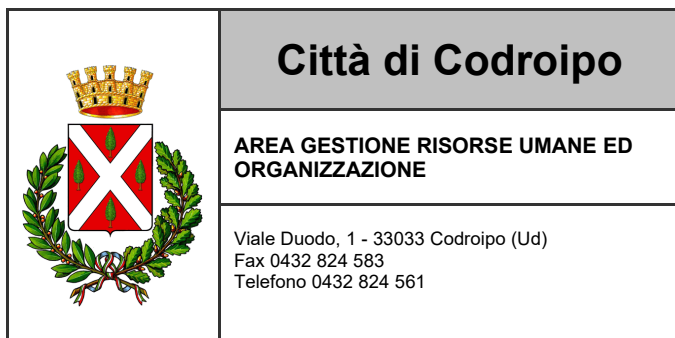 Città di Codroipo
AREA GESTIONE RISORSE UMANE ED
ORGANIZZAZIONE
Viale Duodo, 1 - 33033 Codroipo (Ud)
Fax 0432 824 583
Telefono 0432 824 561